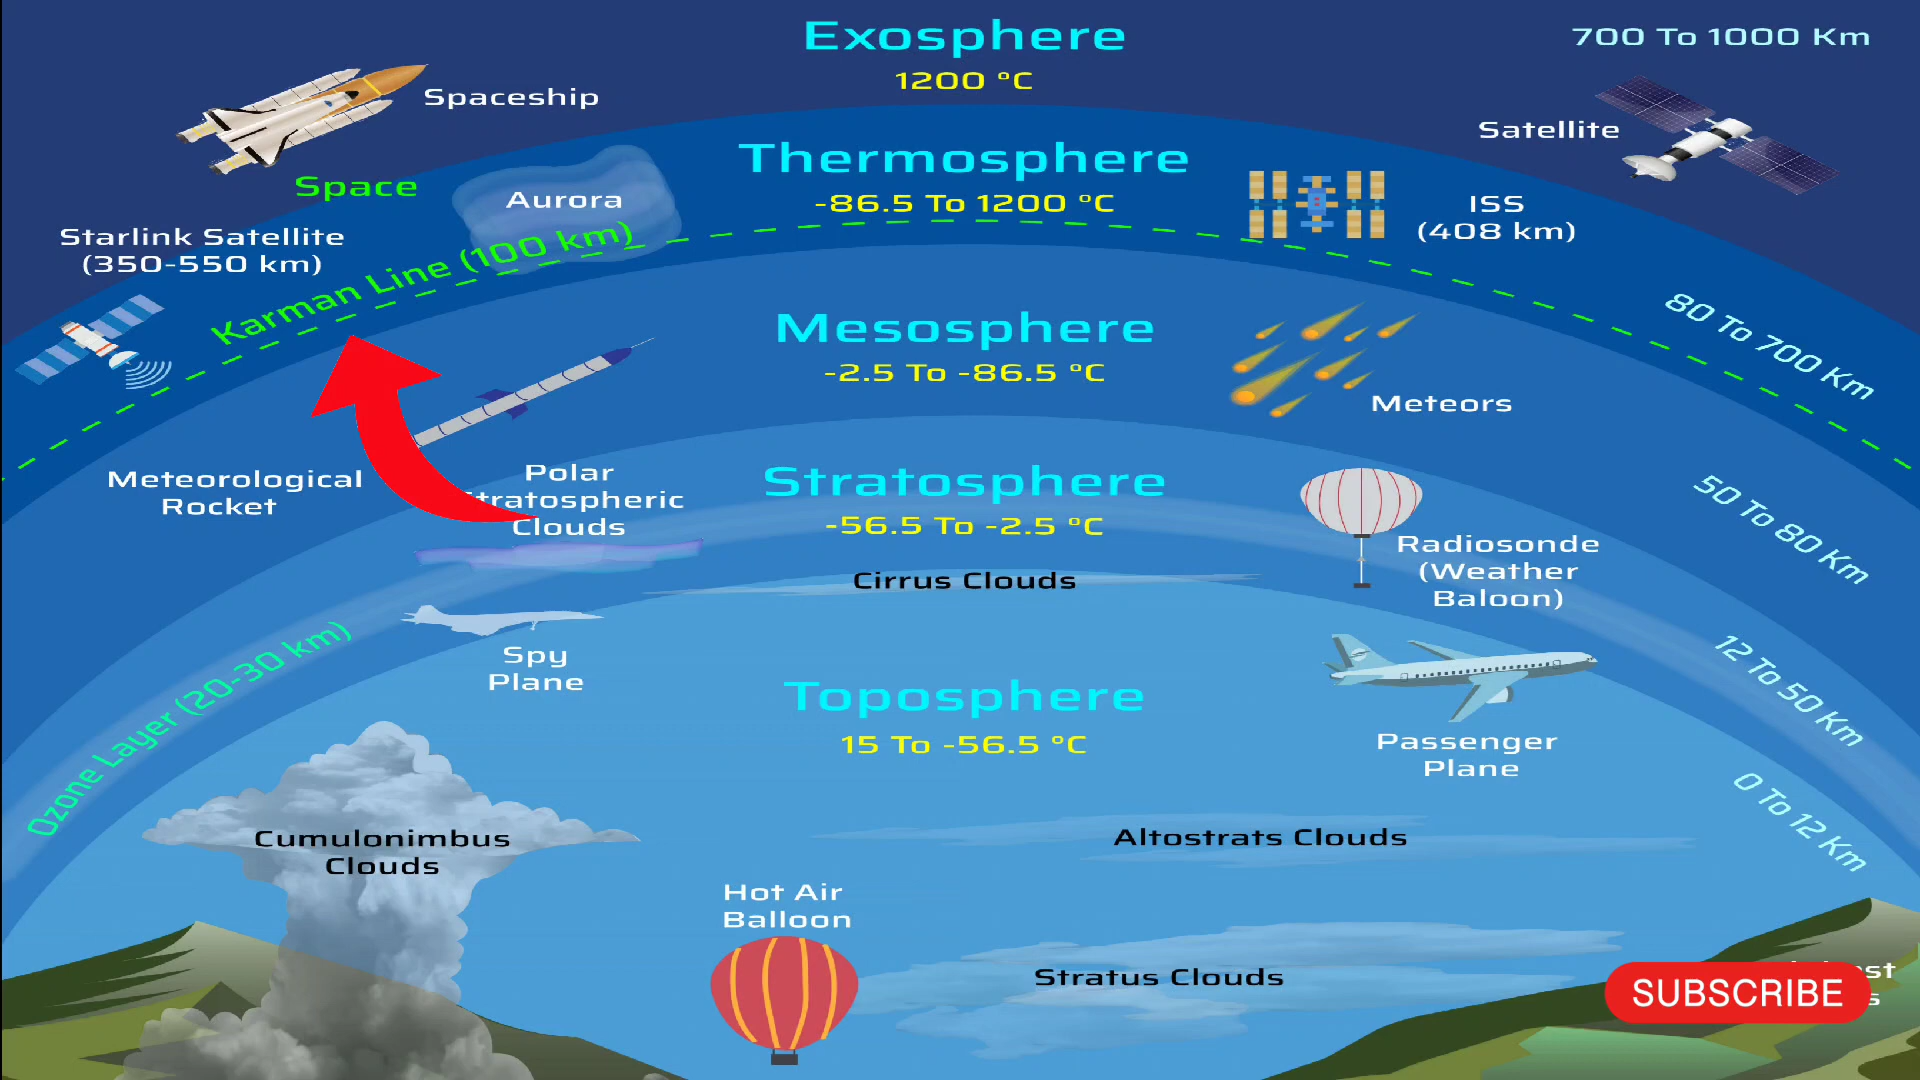 Exosphere
1200 °C
700 To 1000 Km
Spaceship
Satellite
Space
Thermosphere
-86.5 To 1200 °C
Aurora
ISS
(408 km)
Starlink Satellite
(350-550 km)
Karman Line (100 km)
80 To 700 Km
Mesosphere
-2.5 To -86.5 °C
Meteors
Meteorological
Rocket
50 To 80 Km
Polar
Stratospheric
Clouds
Stratosphere
-56.5 To -2.5 °C
Radiosonde
(Weather
Baloon)
Cirrus Clouds
Ozone Layer (20-30 km)
12 To 50 Km
Spy
Plane
Toposphere
15 To -56.5 °C
Passenger
Plane
0 To 12 Km
Cumulonimbus
Clouds
Altostrats Clouds
Hot Air
Balloon
Stratus Clouds
SUBSCRIBE